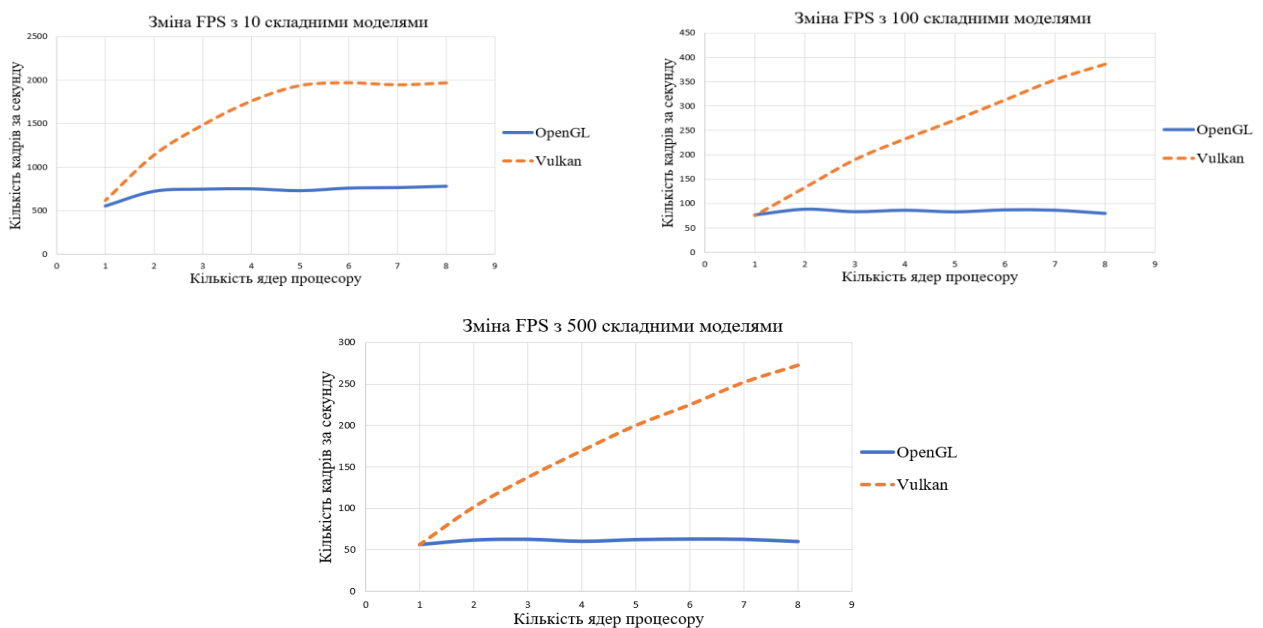 Зміна FPS з 10 складними моделями
Кількість кадрів за секунду
2500
2000
1500
1000
500
0
0 1 2 3 4 5 6 7 8 9
Кількість ядер процесору
OpenGL
Vulkan
Зміна FPS з 100 складними моделями
Кількість кадрів за секунду
450
400
350
300
250
200
150
100
50
0
0 1 2 3 4 5 6 7 8 9
Кількість ядер процесору
OpenGL
Vulkan
Зміна FPS з 500 складними моделями
Кількість кадрів за секунду
300
250
200
150
100
50
0
0 1 2 3 4 5 6 7 8 9
Кількість ядер процесору
OpenGL
Vulkan